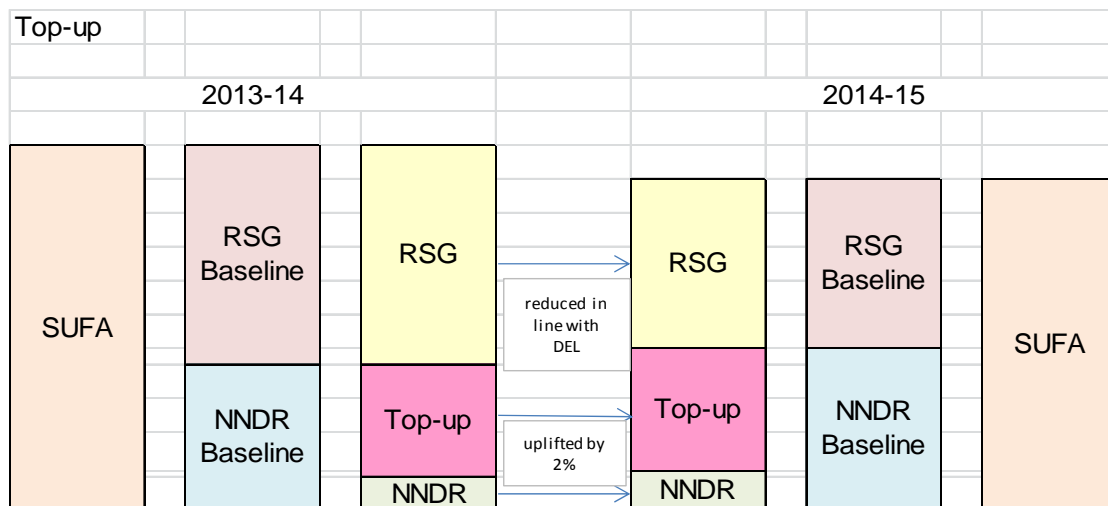 Top-up
2013-14
2014-15
SUFA
RSG
Baseline
NNDR
Baseline
RSG
Top-up
NNDR
reduced in
line with
DEL
uplifted by
2%
RSG
Top-up
NNDR
RSG
Baseline
NNDR
Baseline
SUFA